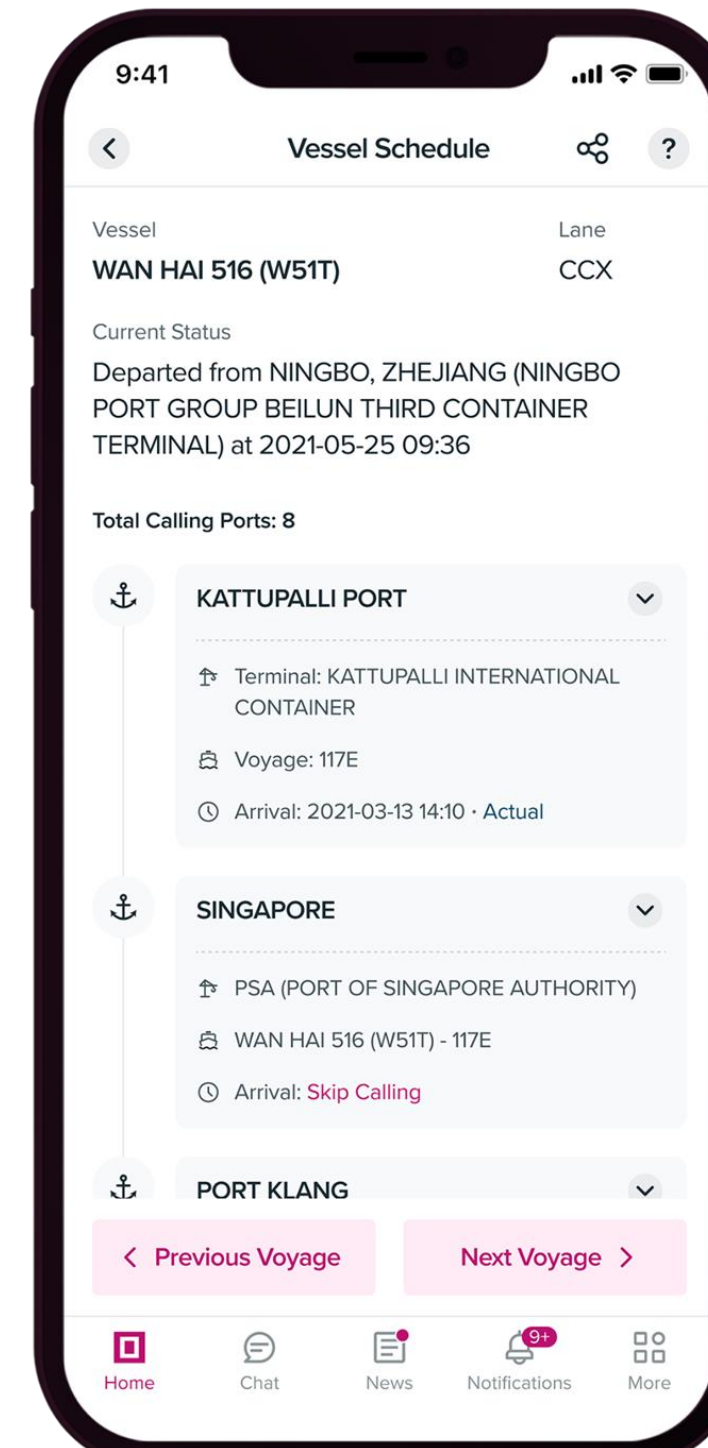 9:41
Vessel Schedule
?
Vessel
Lane
WAN HAI 516 (W51T)
CCX
Current Status
Departed from NINGBO, ZHEJIANG (NINGBO
PORT GROUP BEILUN THIRD CONTAINER
TERMINAL) at 2021-05-25 09:36
Total Calling Ports: 8
KATTUPALLI PORT
Terminal: KATTUPALLI INTERNATIONAL
CONTAINER
Voyage: 117E
Arrival: 2021-03-13 14:10 · Actual
SINGAPORE
PSA (PORT OF SINGAPORE AUTHORITY)
WAN HAI 516 (W51T) - 117E
Arrival: Skip Calling
PORT KLANG
Previous Voyage
Next Voyage
9+
Home
Chat
News
Notifications
More